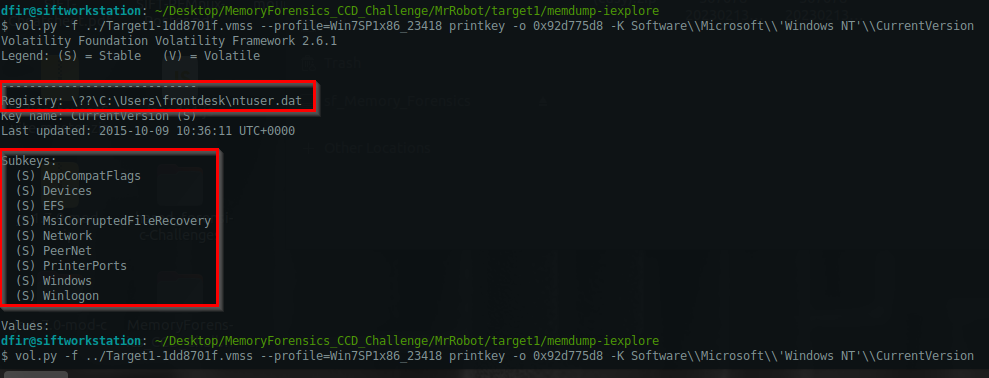 dfir@siftworkstation: ~/Desktop/MemoryForensics_CCD_Challenge/MrRobot/target1/memdump-iexplore
$ vol.py -f ../Target1-1dd8701f.vmss --profile=Win7SP1x86_23418 printkey -o 0x92d775d8 -K Software\\Microsoft\\'Windows NT'\\CurrentVersion
Volatility Foundation Volatility Framework 2.6.1
Legend: (S) = Stable   (V) = Volatile
----------------------------
Registry: \??\C:\Users\frontdesk\ntuser.dat
Key name: CurrentVersion (S)
Last updated: 2015-10-09 10:36:11 UTC+0000
Subkeys:
  (S) AppCompatFlags
  (S) Devices
  (S) EFS
  (S) MsiCorruptedFileRecovery
  (S) Network
  (S) PeerNet
  (S) PrinterPorts
  (S) Windows
  (S) Winlogon
Values:
dfir@siftworkstation: ~/Desktop/MemoryForensics_CCD_Challenge/MrRobot/target1/memdump-iexplore
$ vol.py -f ../Target1-1dd8701f.vmss --profile=Win7SP1x86_23418 printkey -o 0x92d775d8 -K Software\\Microsoft\\'Windows NT'\\CurrentVersion